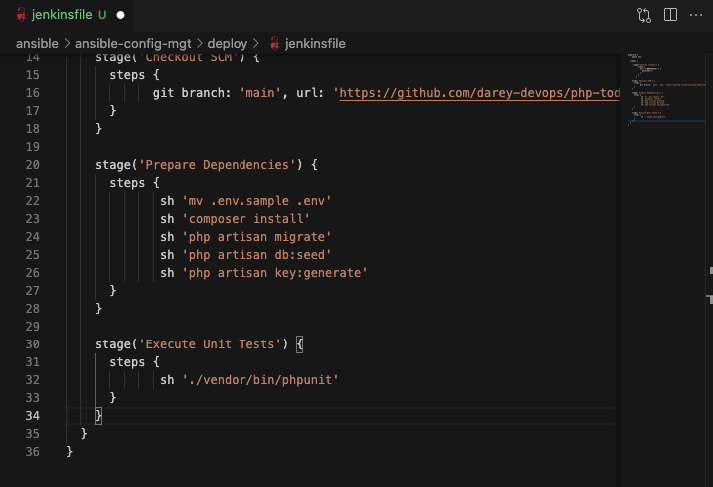 jenkinsfile U
ansible > ansible-config-mgt > deploy > jenkinsfile
14 stage('Checkout SCM') {
15 steps {
16 git branch: 'main', url: 'https://github.com/darey-devops/php-tod
17 }
18 }
19
20 stage('Prepare Dependencies') {
21 steps {
22 sh 'mv .env.sample .env'
23 sh 'composer install'
24 sh 'php artisan migrate'
25 sh 'php artisan db:seed'
26 sh 'php artisan key:generate'
27 }
28 }
29
30 stage('Execute Unit Tests') {
31 steps {
32 sh './vendor/bin/phpunit'
33 }
34 }
35 }
36 }